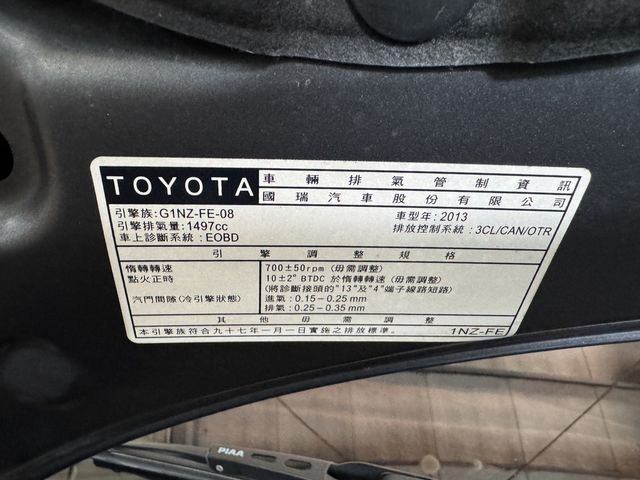 TOYOTA 車輛排氣管制資訊
國瑞汽車股份有限公司
引擎族:G1NZ-FE-08 車型年:2013
引擎排氣量:1497cc 排放控制系統:3CL/CAN/OTR
車上診斷系統:EOBD
引擎調整規格
惰轉轉速 700±50rpm (毋需調整)
點火正時 10±2° BTDC 於惰轉轉速 (毋需調整)
(將診斷接頭的"13"及"4"端子線路短路)
汽門間隙(冷引擎狀態) 進氣:0.15-0.25mm
排氣:0.25-0.35mm
其他毋需調整
本引擎族符合九十七年一月一日實施之排放標準。 1NZ-FE
PIAA